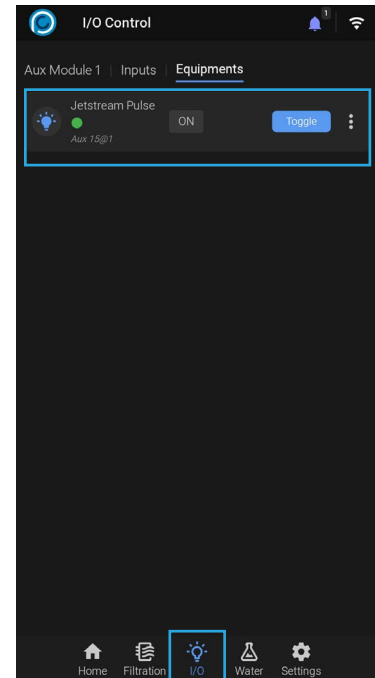 I/O Control
1
Aux Module 1 | Inputs | Equipments
Jetstream Pulse
ON
Toggle
Aux 15@1
Home Filtration I/O Water Settings